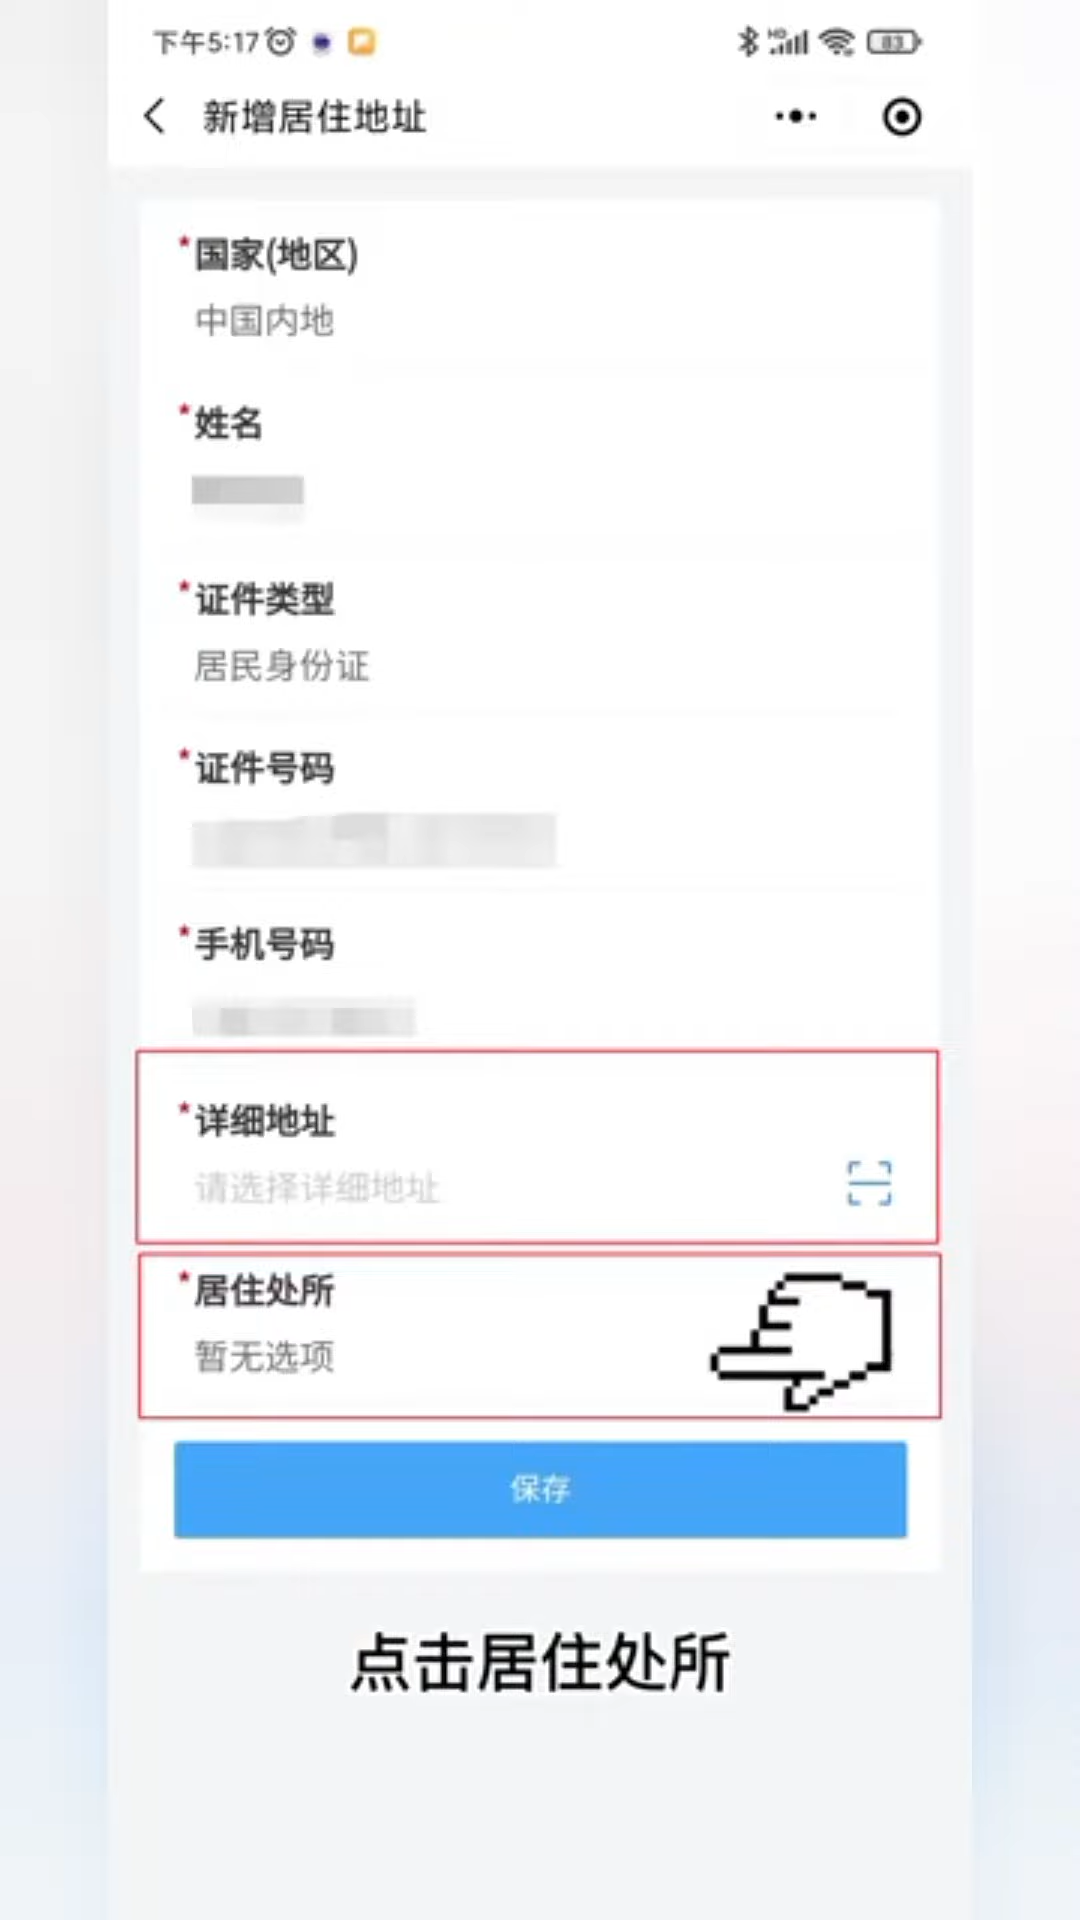 下午5:17
HD
83
新增居住地址
*国家(地区)
中国内地
*姓名
*证件类型
居民身份证
*证件号码
*手机号码
*详细地址
请选择详细地址
*居住处所
暂无选项
保存
点击居住处所